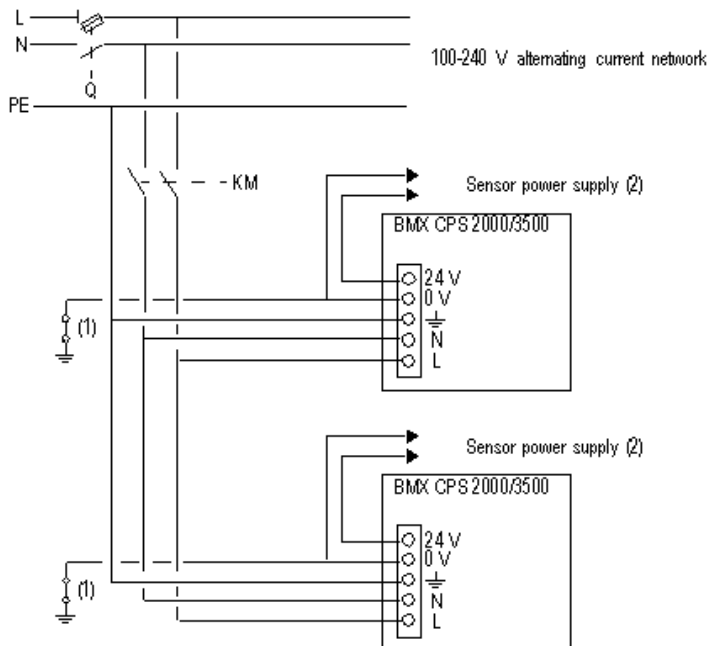 L
N
100-240 V alternating current network
Q
PE
KM
Sensor power supply (2)
BMX CPS 2000/3500
24 V
0 V
(1)
N
L
Sensor power supply (2)
BMX CPS 2000/3500
24 V
0 V
(1)
N
L